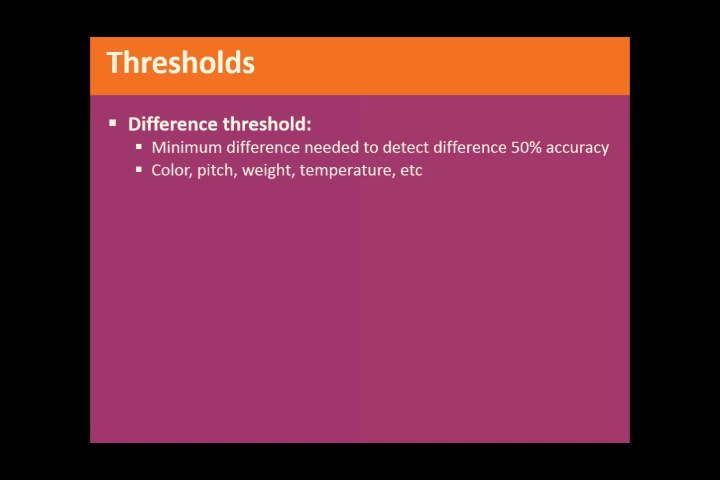 Thresholds
▪ Difference threshold:
▪ Minimum difference needed to detect difference 50% accuracy
▪ Color, pitch, weight, temperature, etc